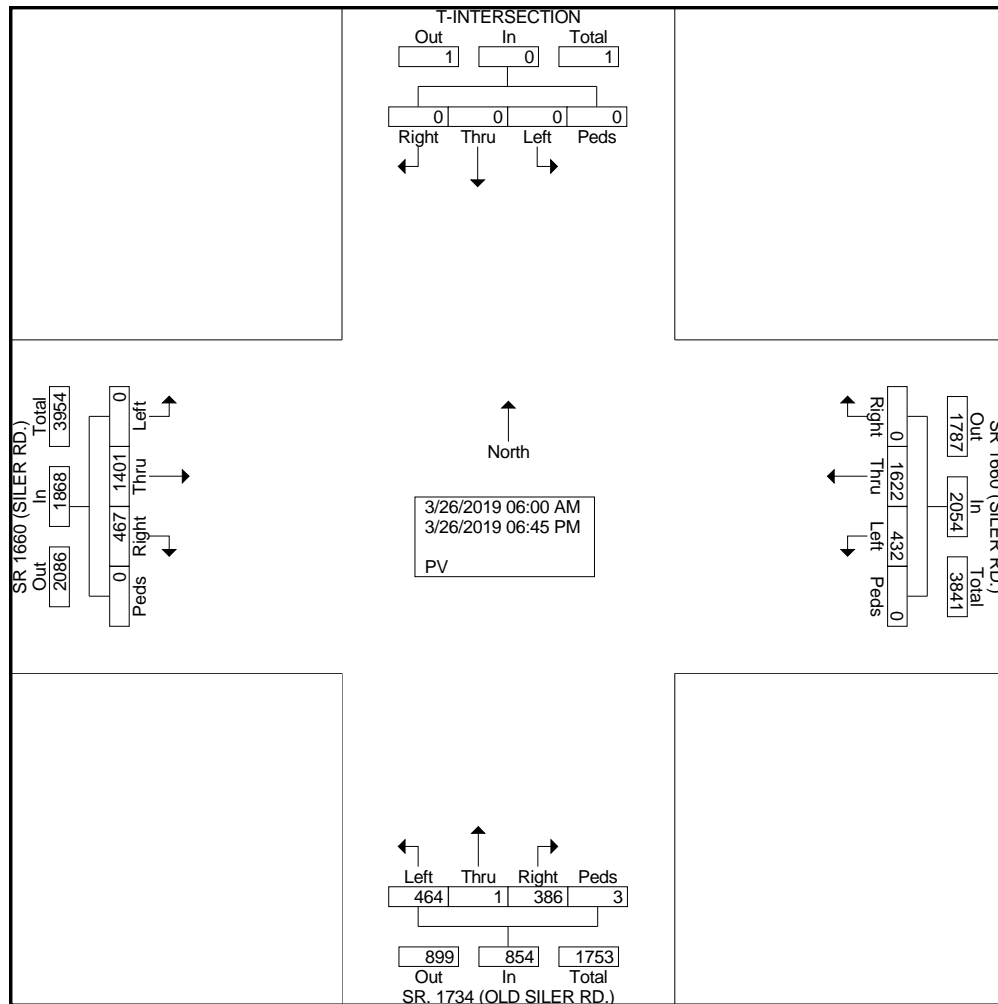 T-INTERSECTION
Out In Total
1 0 1
0 0 0 0
Right Thru Left Peds
SR 1660 (SILER RD.)
Out In Total
2086 1868 3954
0 1401 467 0
Left Thru Right Peds
North
3/26/2019 06:00 AM
3/26/2019 06:45 PM
PV
Right Thru Left Peds
0 1622 432 0
1787 2054 3841
Out In Total
SR 1660 (SILER RD.)
Left Thru Right Peds
464 1 386 3
899 854 1753
Out In Total
SR. 1734 (OLD SILER RD.)